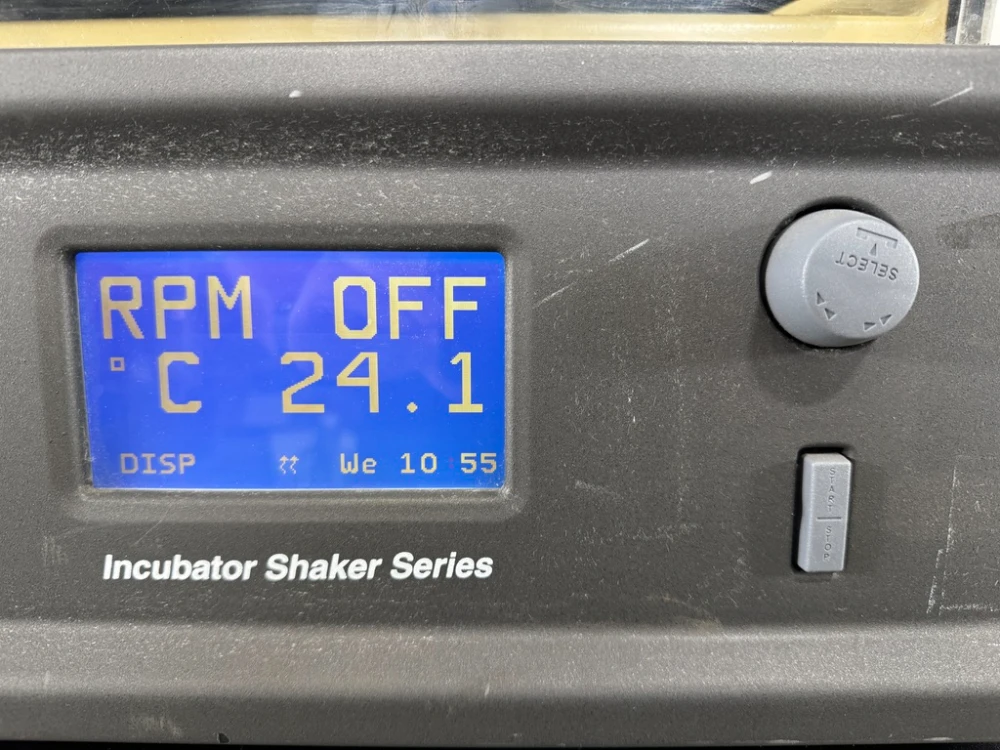 RPM OFF
°C 24.1
DISP We 10 55
Incubator Shaker Series
SELECT
START
STOP